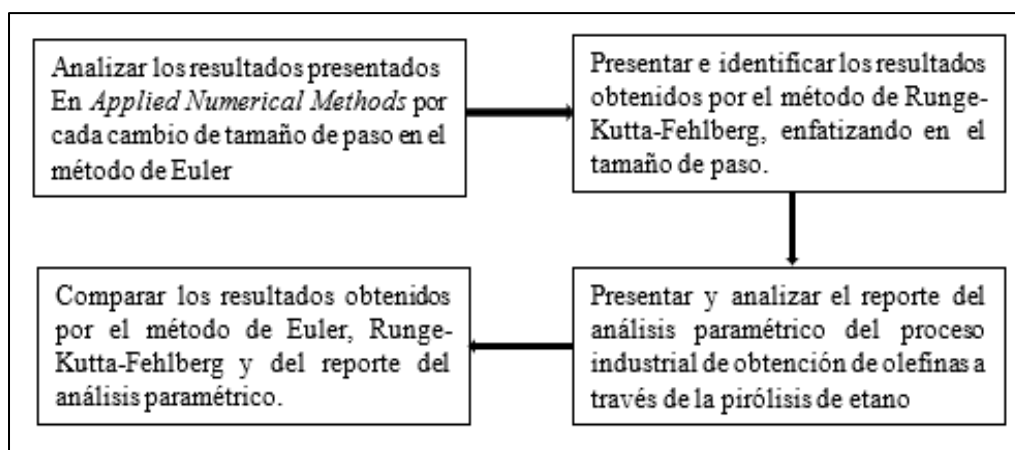 Analizar los resultados presentados
En Applied Numerical Methods por
cada cambio de tamaño de paso en el
método de Euler
Presentar e identificar los resultados
obtenidos por el método de Runge-
Kutta-Fehlberg, enfatizando en el
tamaño de paso.
Presentar y analizar el reporte del
análisis paramétrico del proceso
industrial de obtención de olefinas a
través de la pirólisis de etano
Comparar los resultados obtenidos
por el método de Euler, Runge-
Kutta-Fehlberg y del reporte del
análisis paramétrico.